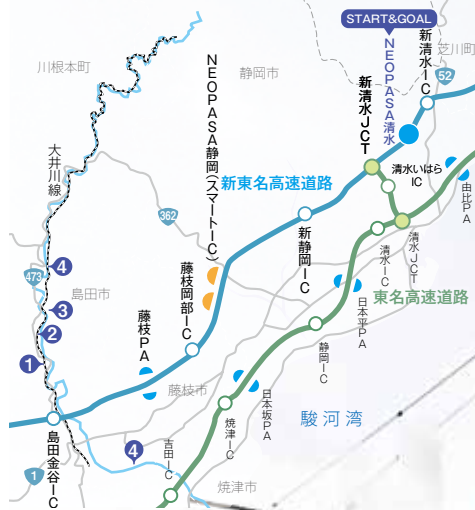 START&GOAL
NEOPASA清水
新清水IC
芝川町
52
川根本町
静岡市
NEOPASA静岡(スマートIC)
新清水JCT
清水いはらIC
由比PA
大井川線
新東名高速道路
362
473
4
島田市
3
2
1
藤枝岡部IC
新静岡IC
清水IC
清水JCT
東名高速道路
藤枝PA
日本平PA
静岡IC
藤枝市
日本坂PA
駿河湾
島田金谷IC
焼津IC
吉田IC
4
1
焼津市